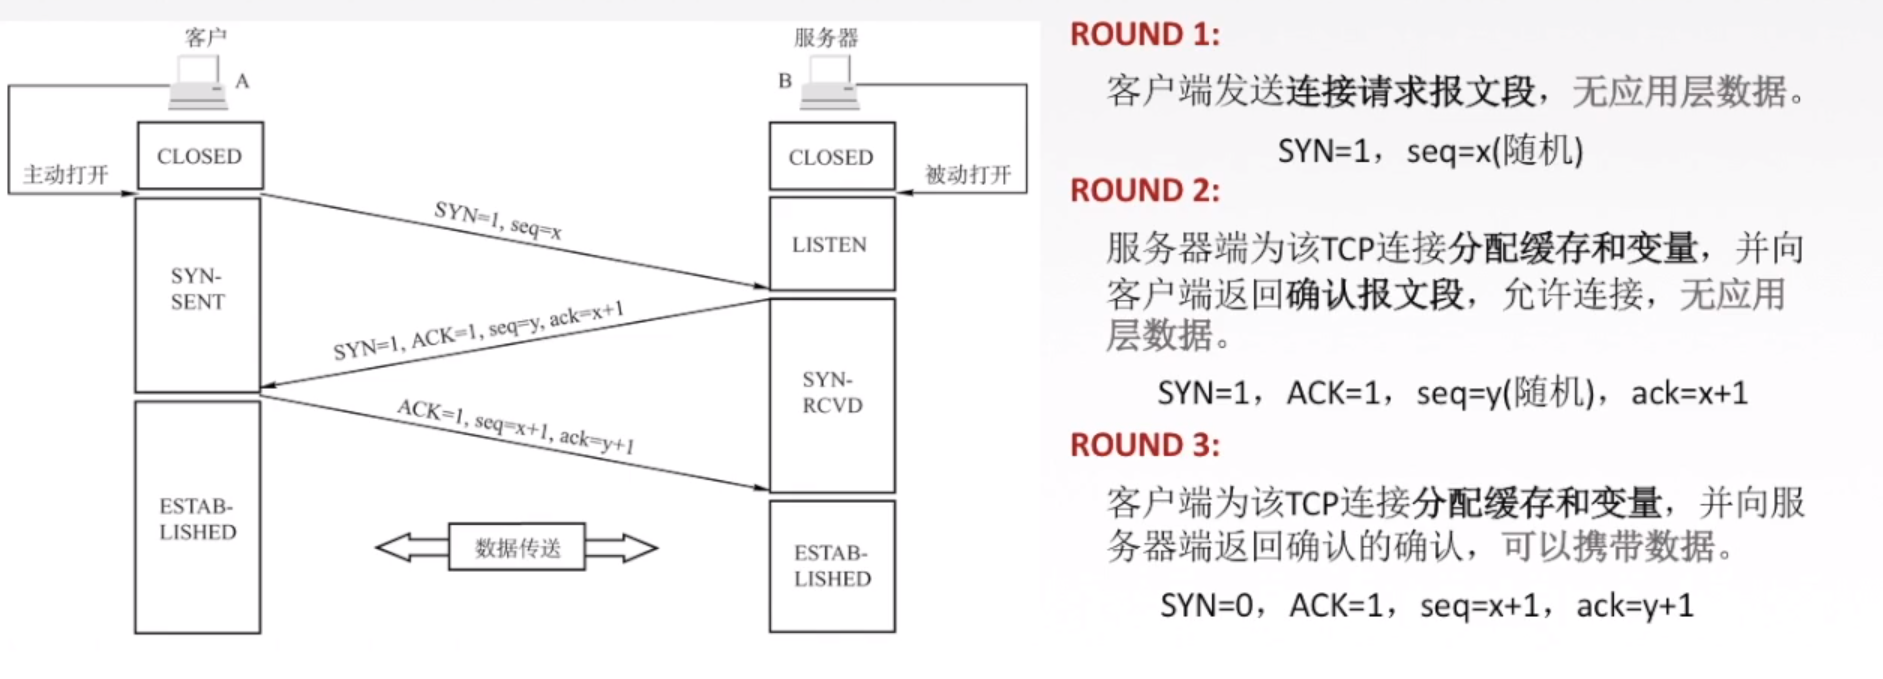 客户
A
主动打开
CLOSED
SYN-
SENT
ESTAB-
LISHED
服务器
B
被动打开
CLOSED
LISTEN
SYN-
RCVD
ESTAB-
LISHED
SYN=1, seq=x
SYN=1, ACK=1, seq=y, ack=x+1
ACK=1, seq=x+1, ack=y+1
数据传送
ROUND 1:
客户端发送连接请求报文段，无应用层数据。
SYN=1，seq=x(随机)
ROUND 2:
服务器端为该TCP连接分配缓存和变量，并向
客户端返回确认报文段，允许连接，无应用
层数据。
SYN=1，ACK=1，seq=y(随机)，ack=x+1
ROUND 3:
客户端为该TCP连接分配缓存和变量，并向服
务器端返回确认的确认，可以携带数据。
SYN=0，ACK=1，seq=x+1，ack=y+1